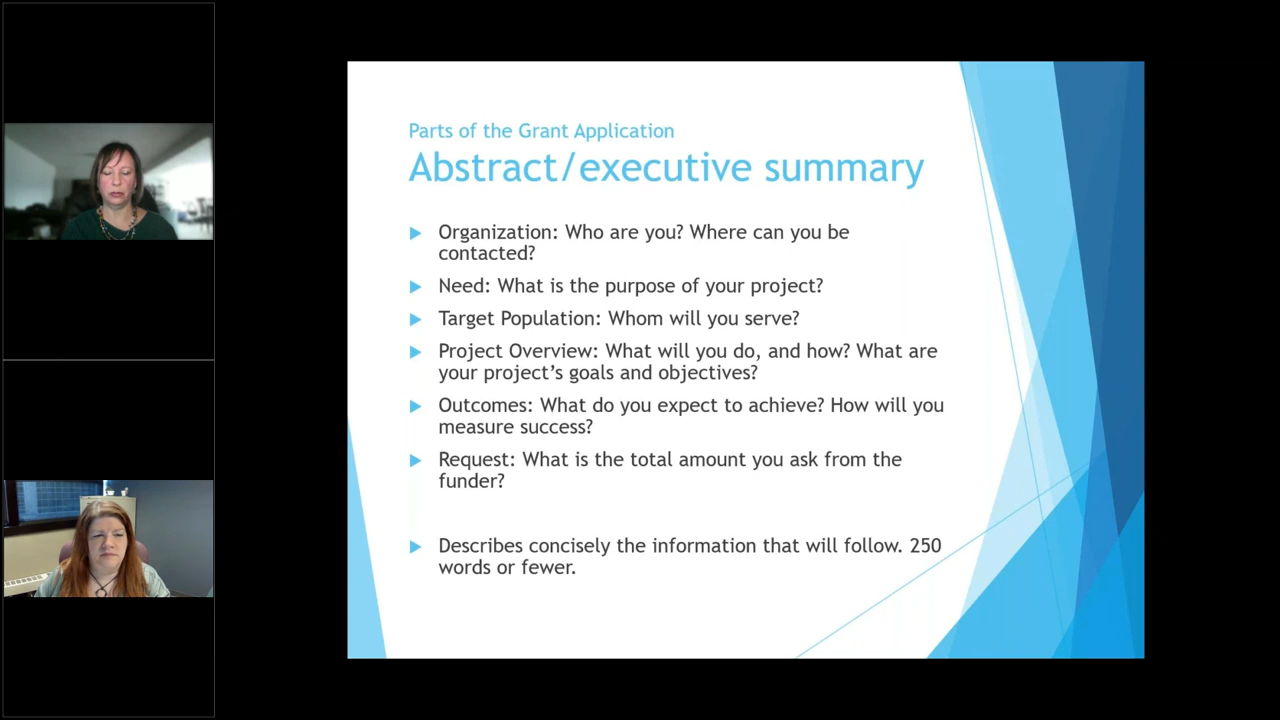 Parts of the Grant Application
Abstract/executive summary
Organization: Who are you? Where can you be
contacted?
Need: What is the purpose of your project?
Target Population: Whom will you serve?
Project Overview: What will you do, and how? What are
your project’s goals and objectives?
Outcomes: What do you expect to achieve? How will you
measure success?
Request: What is the total amount you ask from the
funder?
Describes concisely the information that will follow. 250
words or fewer.